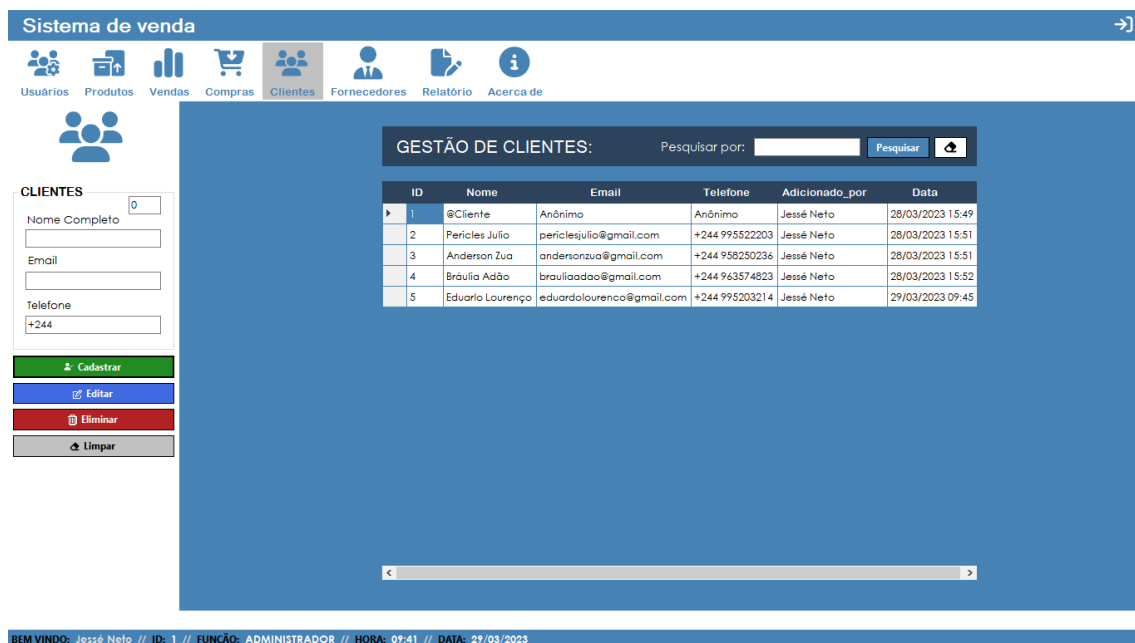 Sistema de venda
Usuários Produtos Vendas Compras Clientes Fornecedores Relatório Acerca de
GESTÃO DE CLIENTES: Pesquisar por: Pesquisar
CLIENTES
0
Nome Completo
Email
Telefone
+244
Cadastrar
Editar
Eliminar
Limpar
ID Nome Email Telefone Adicionado_por Data
1 @Cliente Anônimo Anônimo Jessé Neto 28/03/2023 15:49
2 Pericles Julio periclesjulio@gmail.com +244 995522203 Jessé Neto 28/03/2023 15:51
3 Anderson Zua andersonzua@gmail.com +244 958250236 Jessé Neto 28/03/2023 15:51
4 Bráulia Adão brauliaadao@gmail.com +244 963574823 Jessé Neto 28/03/2023 15:52
5 Eduarlo Lourenço eduardolourenco@gmail.com +244 995203214 Jessé Neto 29/03/2023 09:45
BEM VINDO: Jessé Neto // ID: 1 // FUNCÃO: ADMINISTRADOR // HORA: 09:41 // DATA: 29/03/2023